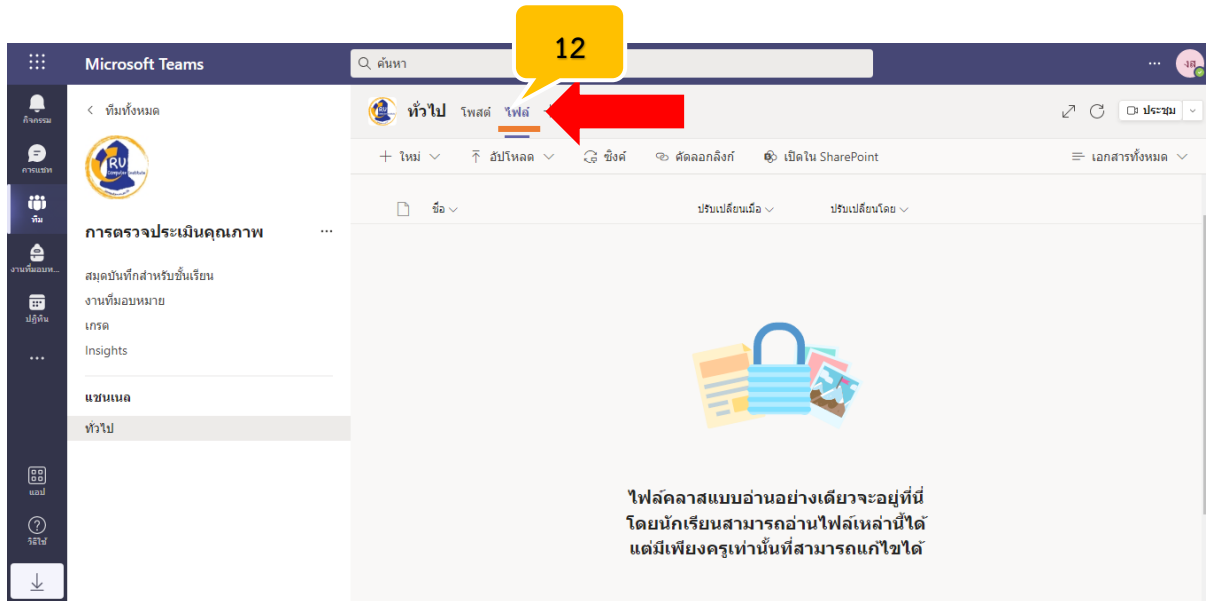 12
Microsoft Teams
ค้นหา
งส
กิจกรรม
การแชท
ทีม
งานที่มอบห...
ปฏิทิน
แอป
วิธีใช้
< ทีมทั้งหมด
RU
การตรวจประเมินคุณภาพ ...
สมุดบันทึกสำหรับชั้นเรียน
งานที่มอบหมาย
เกรด
Insights
แชนเนล
ทั่วไป
ทั่วไป โพสต์ ไฟล์
ประชุม
+ ใหม่ อัปโหลด ซิงค์ คัดลอกลิงก์ เปิดใน SharePoint เอกสารทั้งหมด
ชื่อ ปรับเปลี่ยนเมื่อ ปรับเปลี่ยนโดย
ไฟล์คลาสแบบอ่านอย่างเดียวจะอยู่ที่นี่
โดยนักเรียนสามารถอ่านไฟล์เหล่านี้ได้
แต่มีเพียงครูเท่านั้นที่สามารถแก้ไขได้